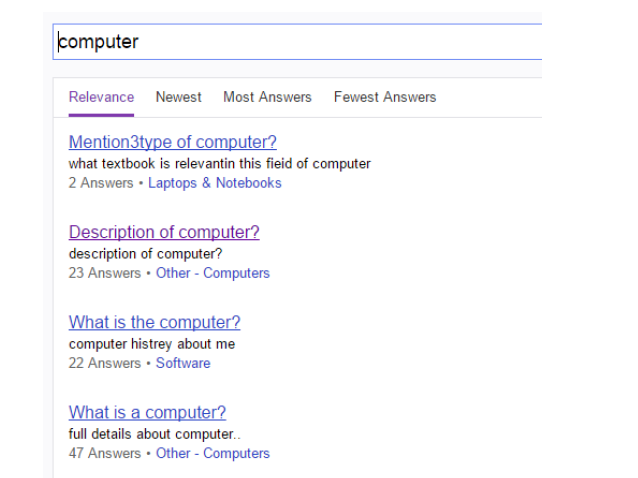 computer
Relevance Newest Most Answers Fewest Answers
Mention3type of computer?
what textbook is relevantin this fieid of computer
2 Answers • Laptops & Notebooks
Description of computer?
description of computer?
23 Answers • Other - Computers
What is the computer?
computer histrey about me
22 Answers • Software
What is a computer?
full details about computer..
47 Answers • Other - Computers